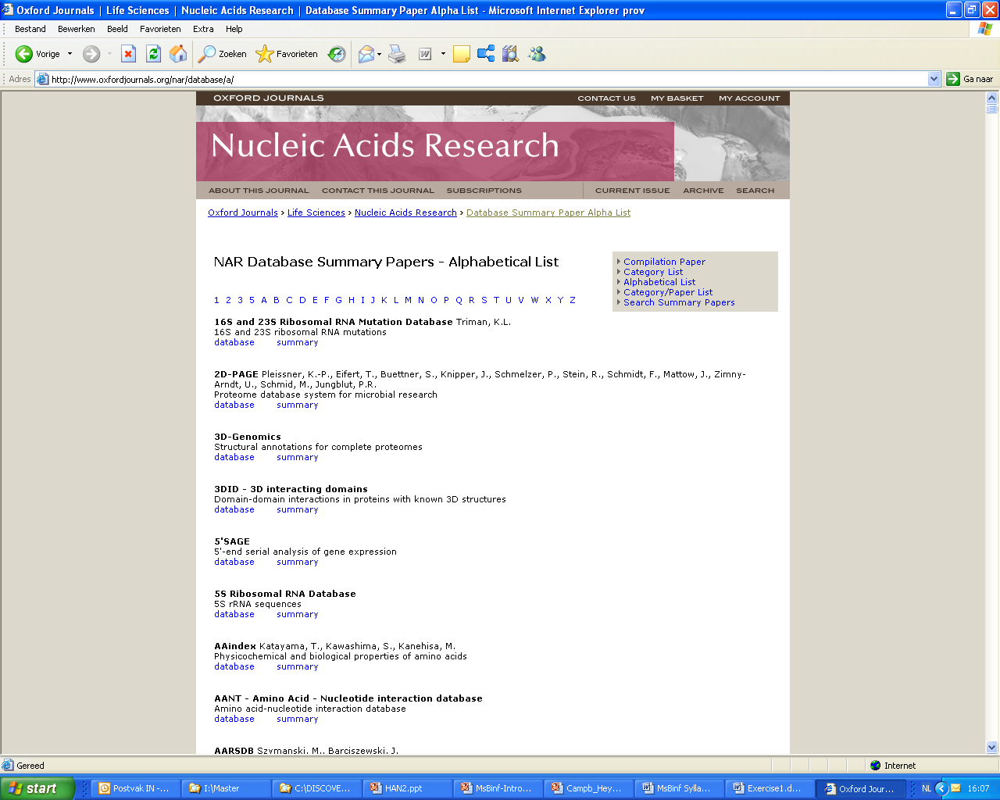 Oxford Journals | Life Sciences | Nucleic Acids Research | Database Summary Paper Alpha List - Microsoft Internet Explorer prov
Bestand Bewerken Beeld Favorieten Extra Help
Vorige Zoeken Favorieten
Adres http://www.oxfordjournals.org/nar/database/a/ Ga naar
OXFORD JOURNALS CONTACT US MY BASKET MY ACCOUNT
Nucleic Acids Research
ABOUT THIS JOURNAL CONTACT THIS JOURNAL SUBSCRIPTIONS CURRENT ISSUE ARCHIVE SEARCH
Oxford Journals > Life Sciences > Nucleic Acids Research > Database Summary Paper Alpha List
NAR Database Summary Papers - Alphabetical List
Compilation Paper
Category List
Alphabetical List
Category/Paper List
Search Summary Papers
1 2 3 5 A B C D E F G H I J K L M N O P Q R S T U V W X Y Z
16S and 23S Ribosomal RNA Mutation Database Triman, K.L.
16S and 23S ribosomal RNA mutations
database summary
2D-PAGE Pleissner, K.-P., Eifert, T., Buettner, S., Knipper, J., Schmelzer, P., Stein, R., Schmidt, F., Mattow, J., Zimny-
Arndt, U., Schmid, M., Jungblut, P.R.
Proteome database system for microbial research
database summary
3D-Genomics
Structural annotations for complete proteomes
database summary
3DID - 3D interacting domains
Domain-domain interactions in proteins with known 3D structures
database summary
5'SAGE
5'-end serial analysis of gene expression
database summary
5S Ribosomal RNA Database
5S rRNA sequences
database summary
AAindex Katayama, T., Kawashima, S., Kanehisa, M.
Physicochemical and biological properties of amino acids
database summary
AANT - Amino Acid - Nucleotide interaction database
Amino acid-nucleotide interaction database
database summary
AARSDB Szymanski, M., Barciszewski, J.
Gereed Internet
start Postvak IN -... I:\Master C:\DISCOVE... HAN2.ppt MsBinf-Intro... Campb_Hey... MsBinf Sylla... Exercise1.d... Oxford Jour... NL 16:07